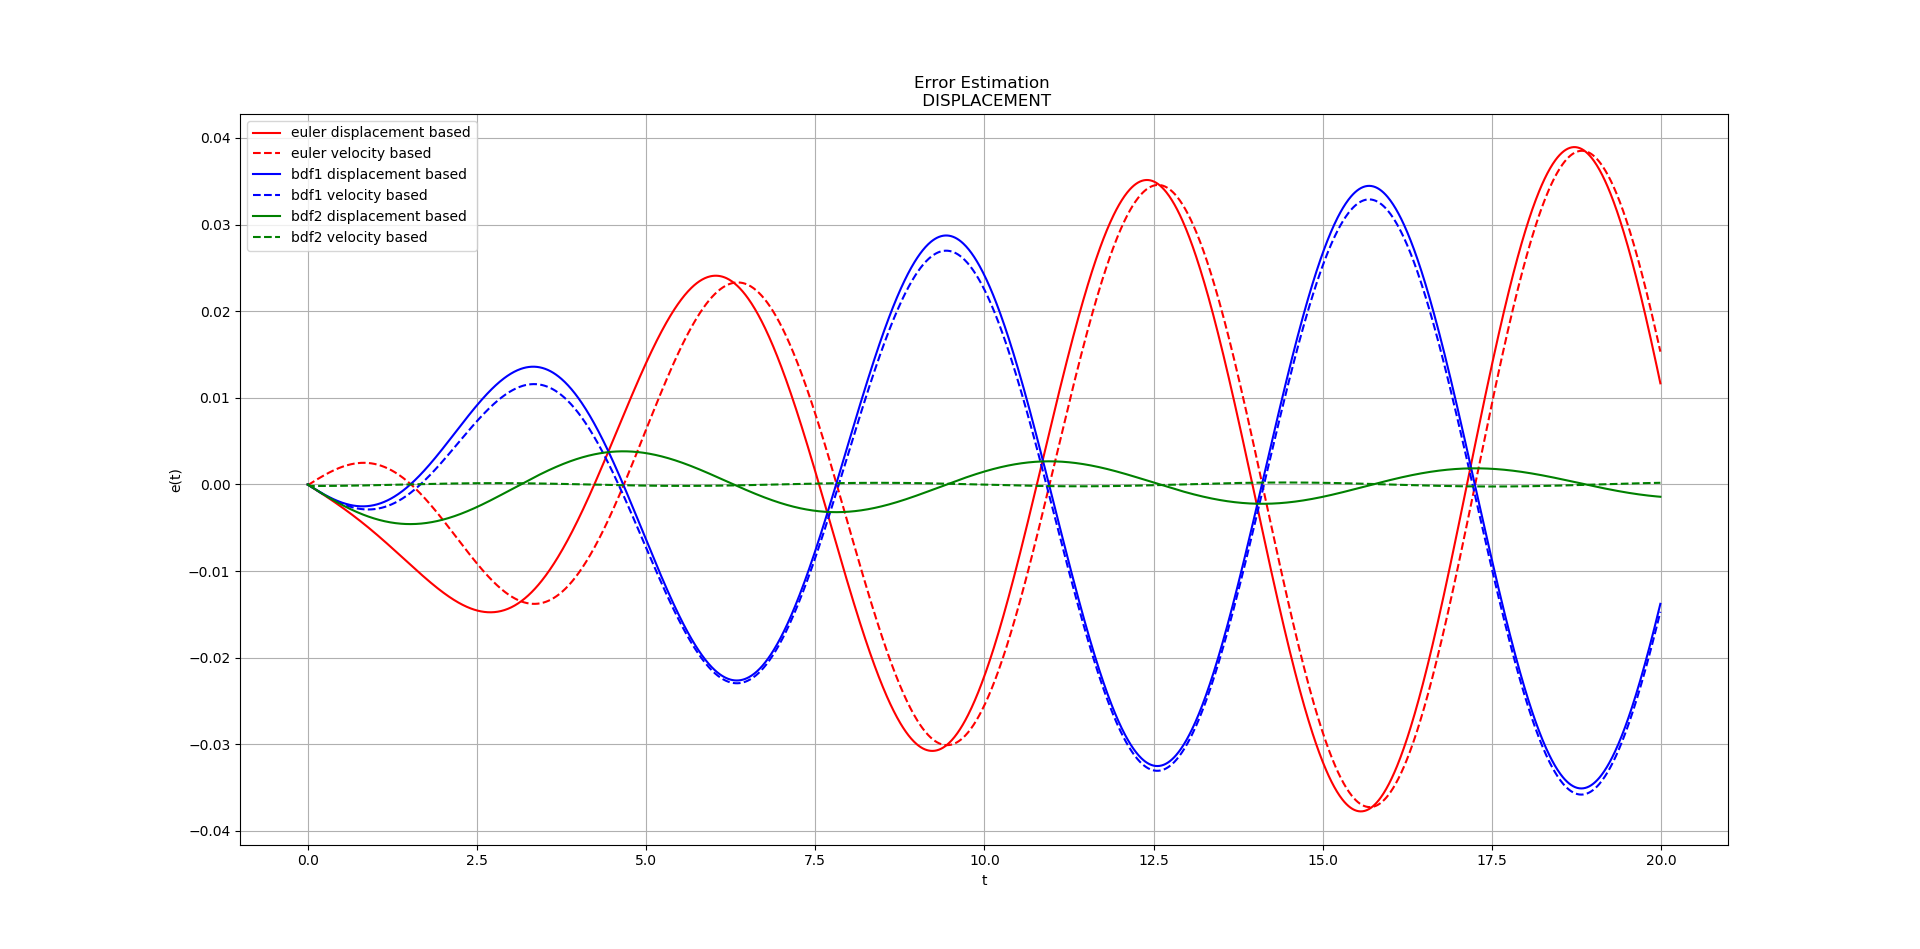 Error Estimation
DISPLACEMENT
euler displacement based
euler velocity based
bdf1 displacement based
bdf1 velocity based
bdf2 displacement based
bdf2 velocity based
0.04
0.03
0.02
0.01
0.00
−0.01
−0.02
−0.03
−0.04
e(t)
0.0 2.5 5.0 7.5 10.0 12.5 15.0 17.5 20.0
t